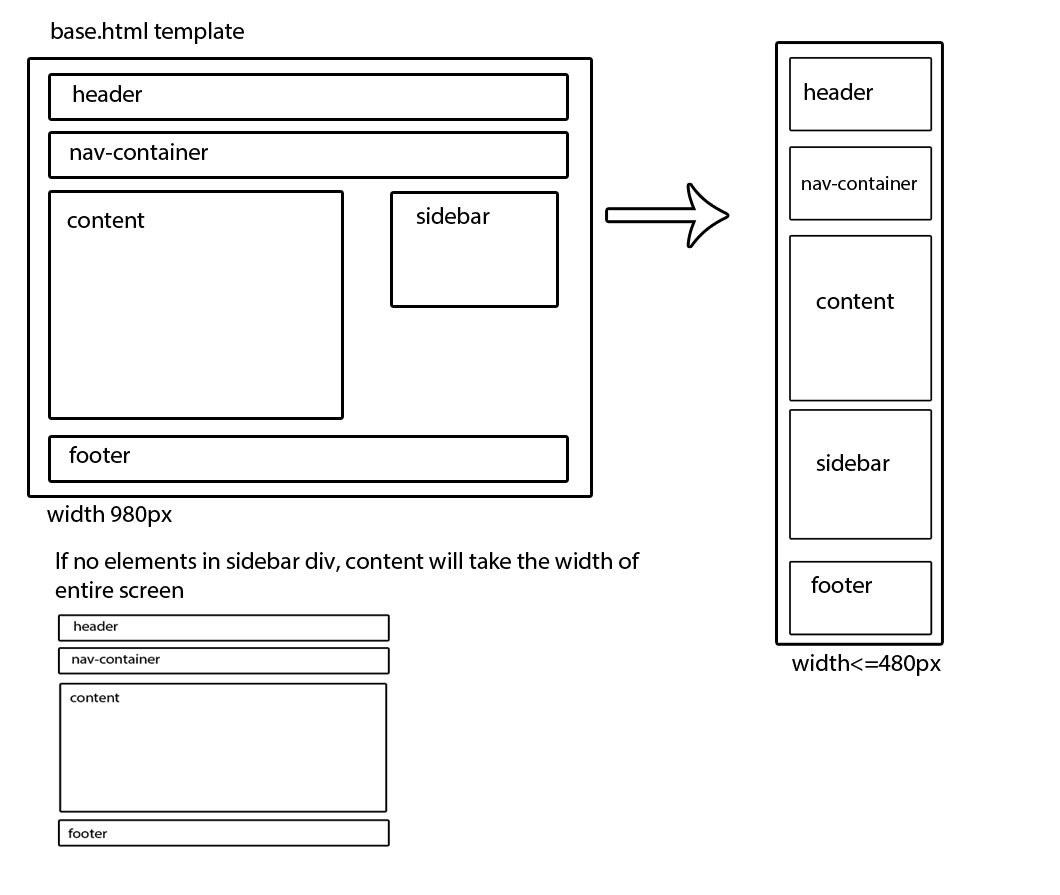 base.html template
header
nav-container
content
sidebar
footer
width 980px
header
nav-container
content
sidebar
footer
width<=480px
If no elements in sidebar div, content will take the width of
entire screen
header
nav-container
content
footer